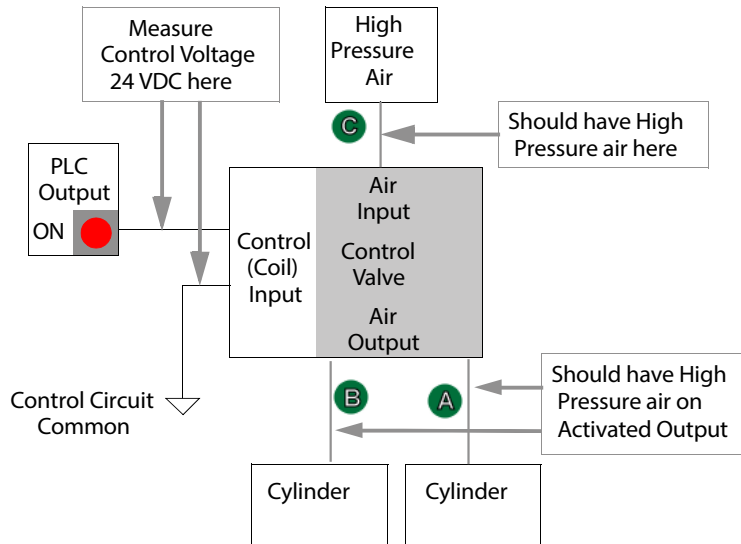 Measure
Control Voltage
24 VDC here
High
Pressure
Air
C
Should have High
Pressure air here
PLC
Output
ON
Control
(Coil)
Input
Air
Input
Control
Valve
Air
Output
Control Circuit
Common
B
A
Should have High
Pressure air on
Activated Output
Cylinder
Cylinder